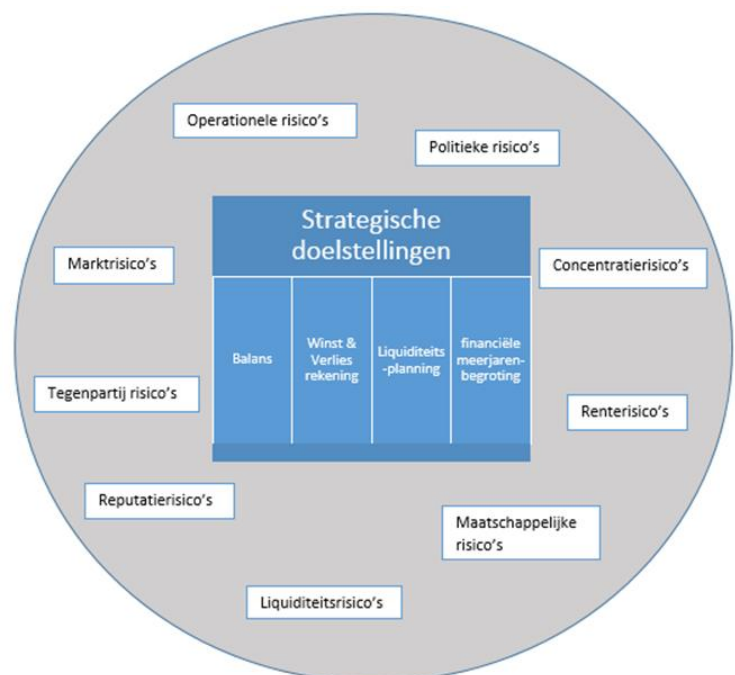 Operationele risico's
Politieke risico's
Strategische
doelstellingen
Marktrisico's
Concentratierisico's
Balans
Winst &
Verlies
rekening
Liquiditeits
-planning
financiële
meerjaren-
begroting
Tegenpartij risico's
Renterisico's
Reputatierisico's
Maatschappelijke
risico's
Liquiditeitsrisico's